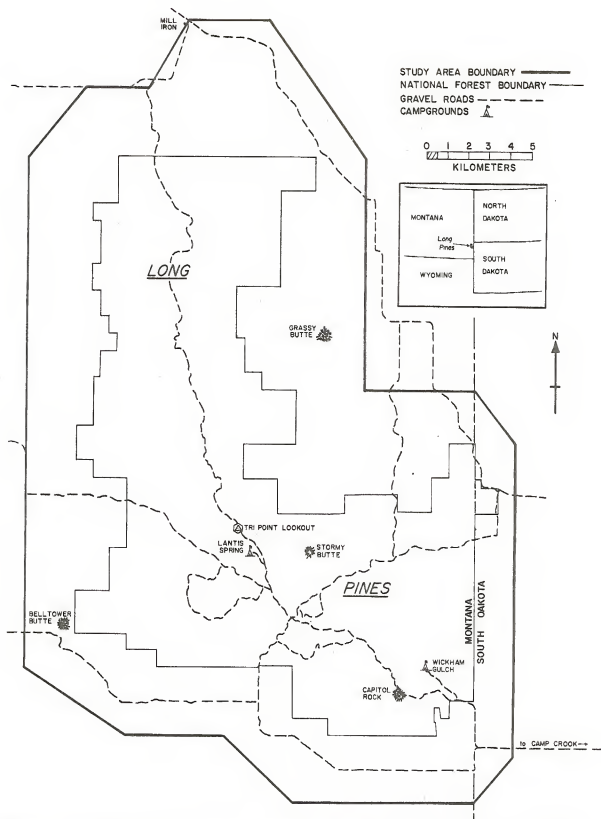 MILL
IRON
STUDY AREA BOUNDARY
NATIONAL FOREST BOUNDARY
GRAVEL ROADS
CAMPGROUNDS
0 1 2 3 4 5
KILOMETERS
MONTANA
NORTH
DAKOTA
Long
Pines
SOUTH
DAKOTA
WYOMING
LONG
GRASSY
BUTTE
N
TRI POINT LOOKOUT
LANTIS
SPRING
STORMY
BUTTE
PINES
BELLTOWER
BUTTE
MONTANA
SOUTH DAKOTA
WICKHAM
GULCH
CAPITOL
ROCK
to CAMP CROOK